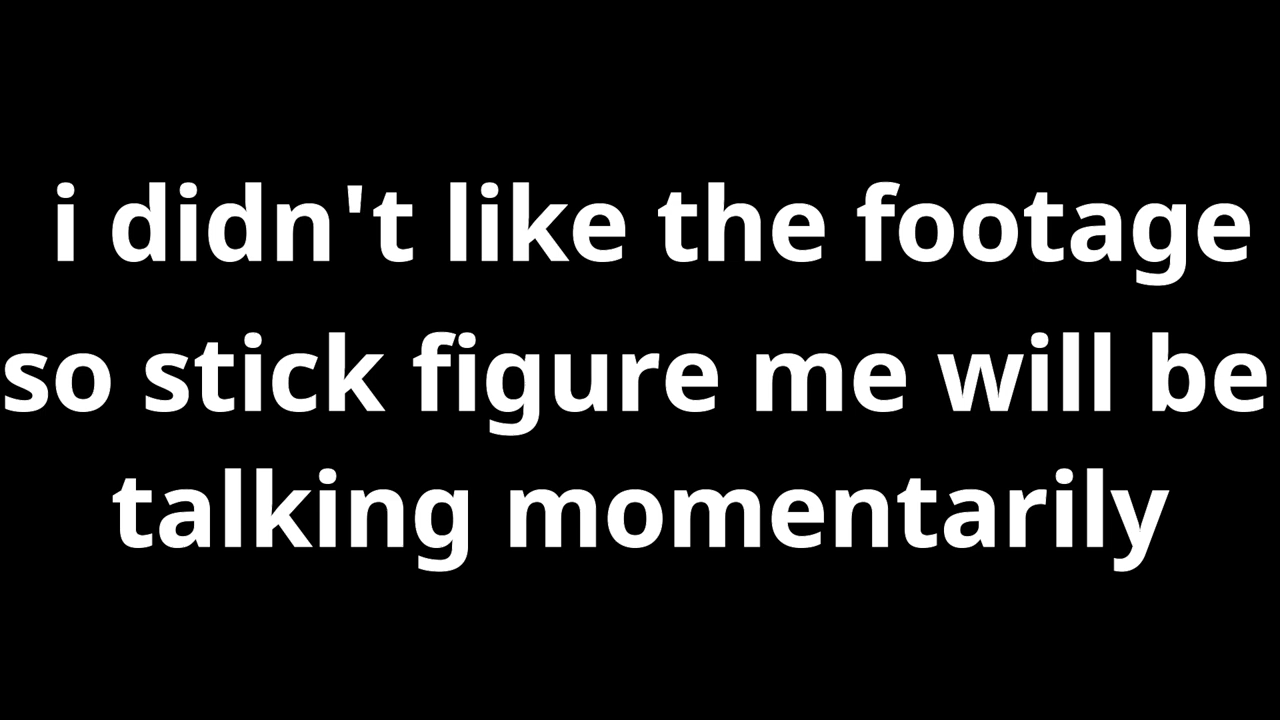 i didn't like the footage
so stick figure me will be
talking momentarily